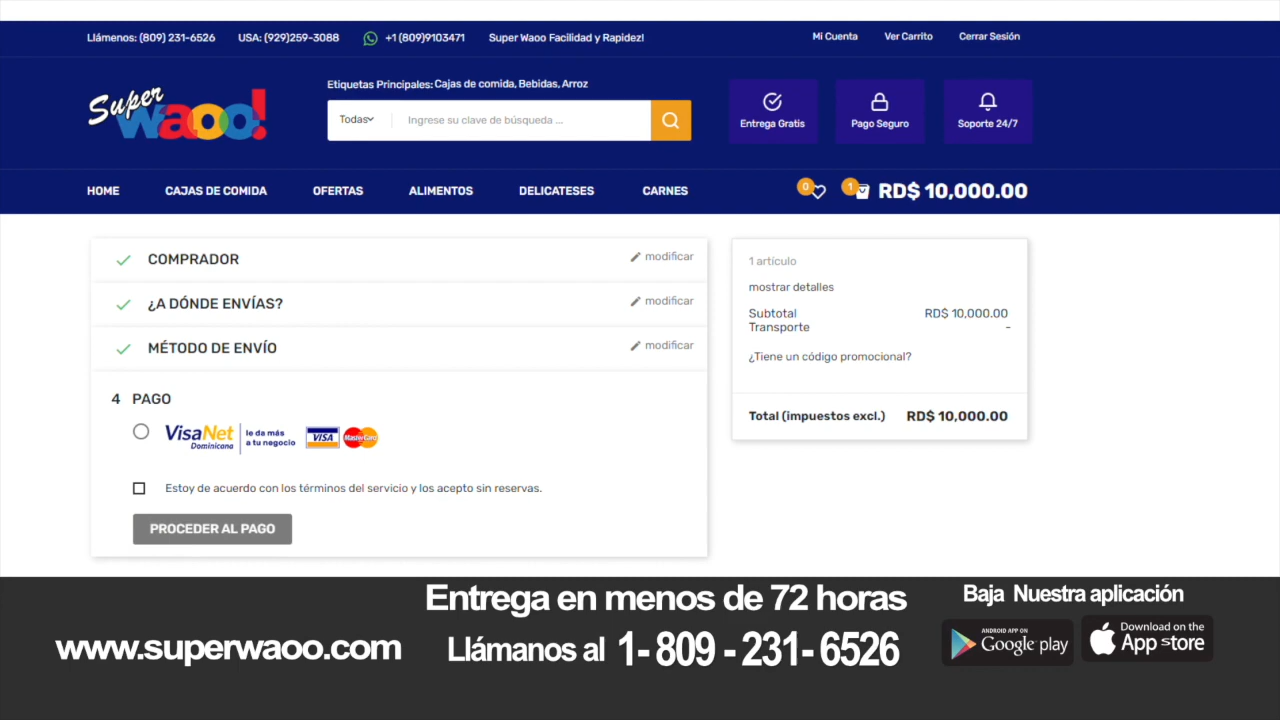 Llámenos: (809) 231-6526 USA: (929)259-3088 +1 (809)9103471 Super Waoo Facilidad y Rapidez! Mi Cuenta Ver Carrito Cerrar Sesión
Super waoo!
Etiquetas Principales: Cajas de comida, Bebidas, Arroz
Todas Ingrese su clave de búsqueda ...
Entrega Gratis Pago Seguro Soporte 24/7
HOME CAJAS DE COMIDA OFERTAS ALIMENTOS DELICATESES CARNES 0 1 RD$ 10,000.00
COMPRADOR modificar
¿A DÓNDE ENVÍAS? modificar
MÉTODO DE ENVÍO modificar
4 PAGO
VisaNet Dominicana le da más a tu negocio VISA MasterCard
Estoy de acuerdo con los términos del servicio y los acepto sin reservas.
PROCEDER AL PAGO
1 artículo
mostrar detalles
Subtotal RD$ 10,000.00
Transporte -
¿Tiene un código promocional?
Total (impuestos excl.) RD$ 10,000.00
www.superwaoo.com
Entrega en menos de 72 horas
Llámanos al 1-809-231-6526
Baja Nuestra aplicación
ANDROID APP ON
Google play
Download on the
App store